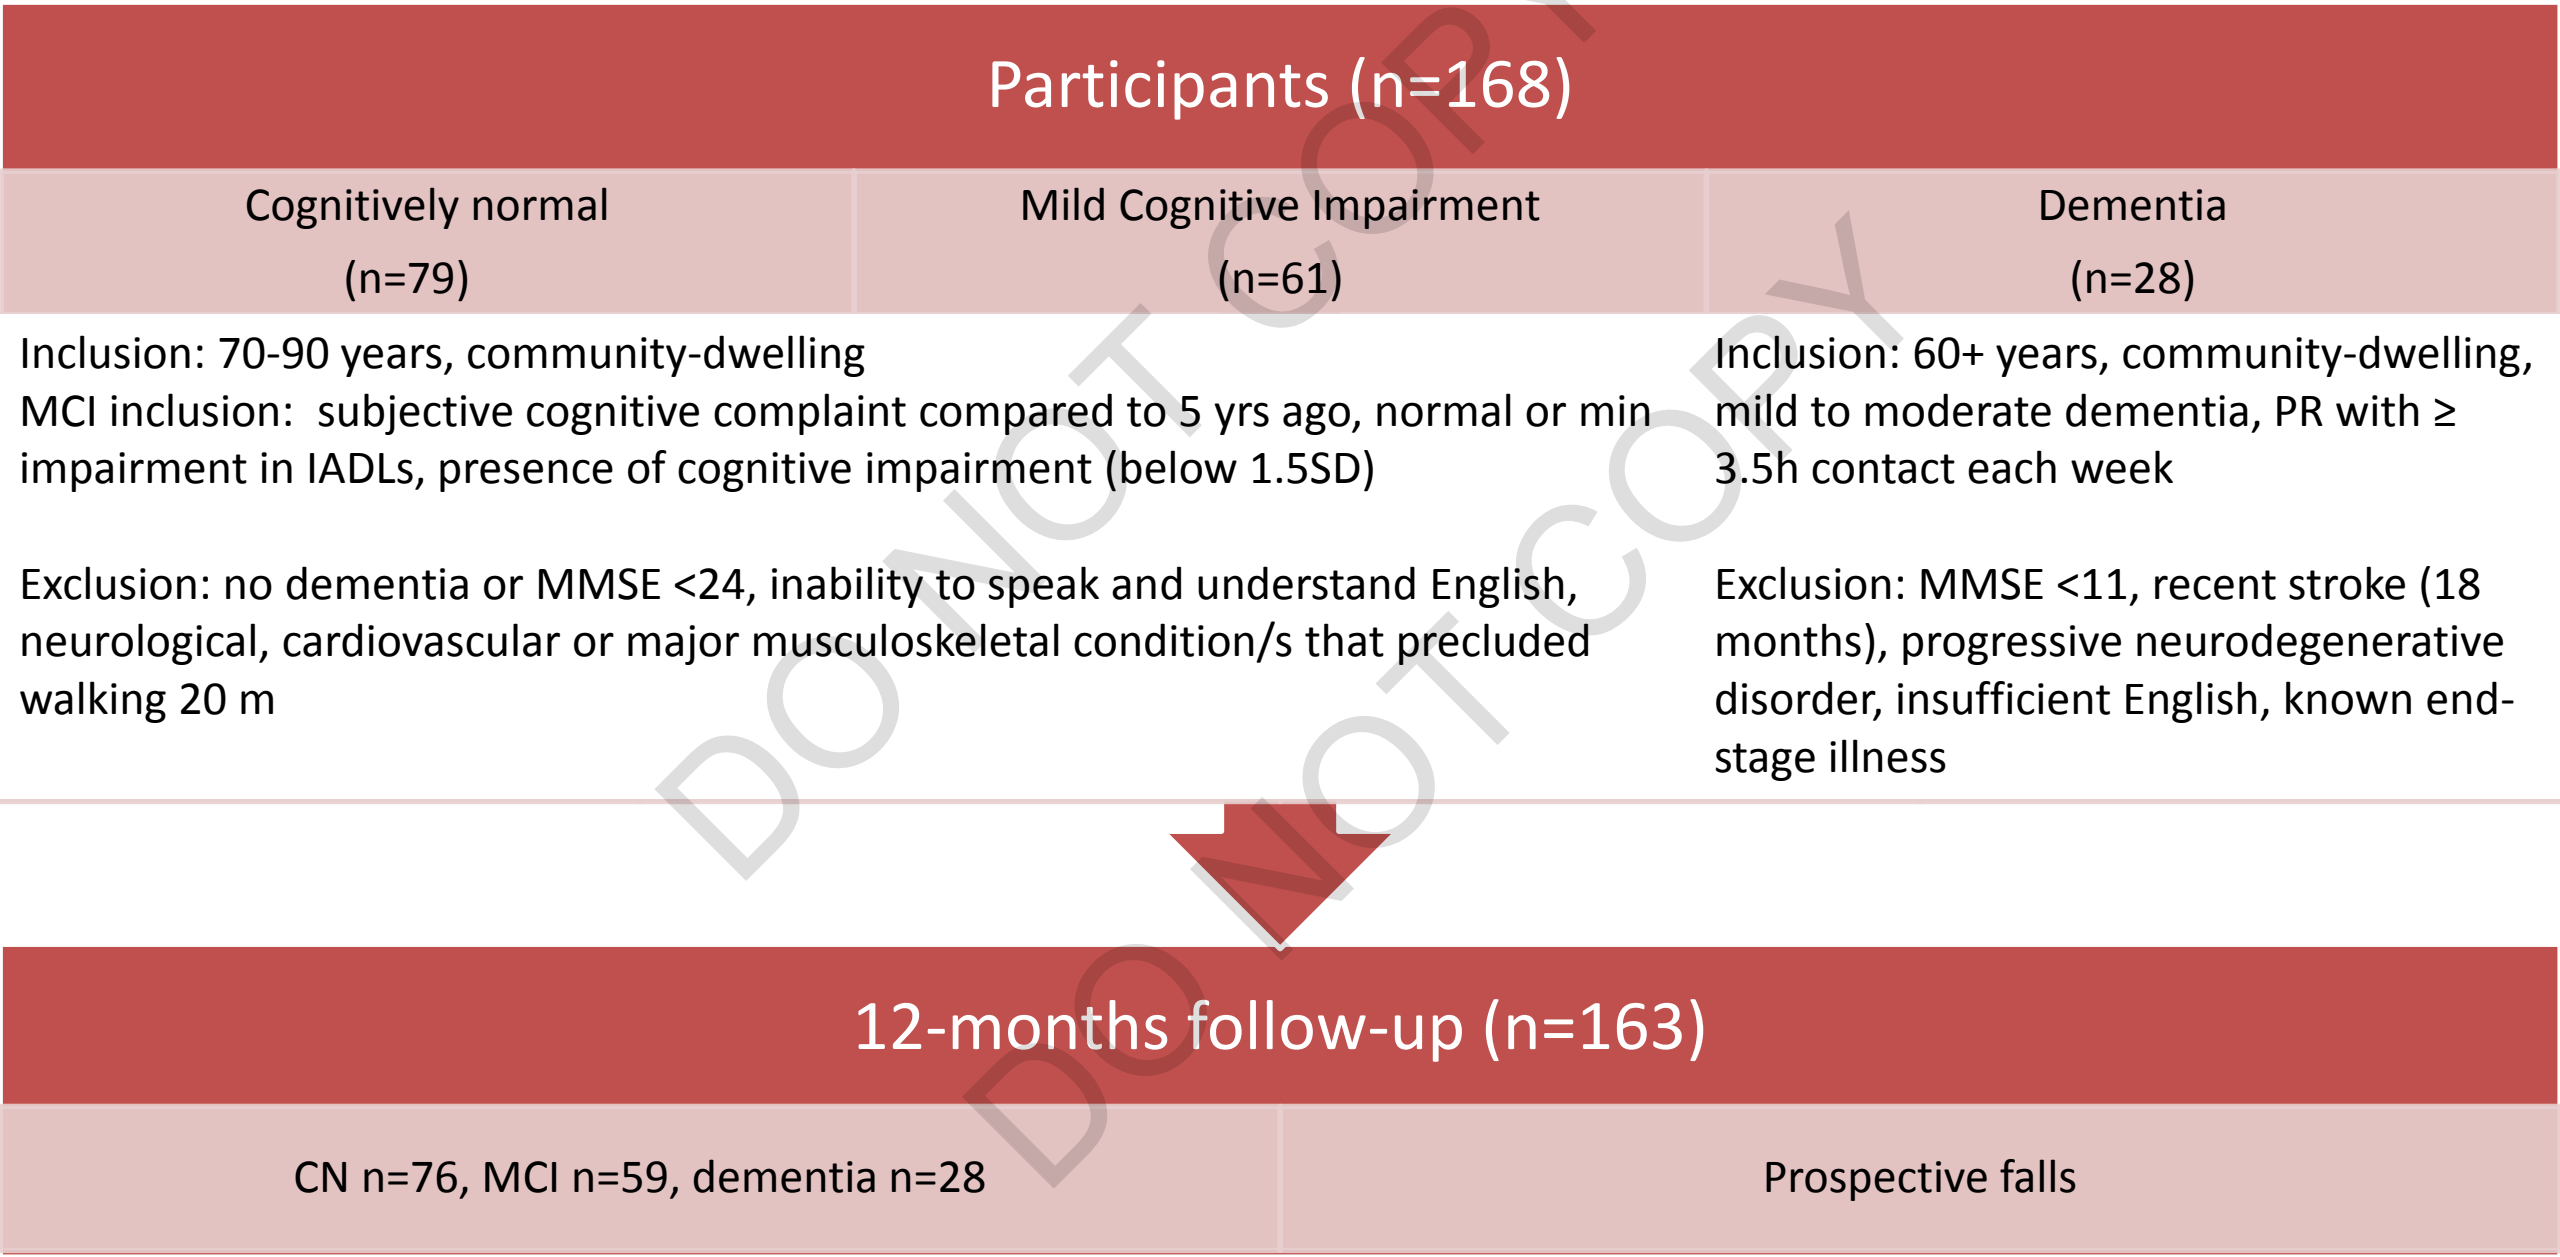 Participants (n=168)
Cognitively normal
(n=79)
Mild Cognitive Impairment
(n=61)
Dementia
(n=28)
Inclusion: 70-90 years, community-dwelling
MCI inclusion:  subjective cognitive complaint compared to 5 yrs ago, normal or min
impairment in IADLs, presence of cognitive impairment (below 1.5SD)
Exclusion: no dementia or MMSE <24, inability to speak and understand English,
neurological, cardiovascular or major musculoskeletal condition/s that precluded
walking 20 m
Inclusion: 60+ years, community-dwelling,
mild to moderate dementia, PR with ≥
3.5h contact each week
Exclusion: MMSE <11, recent stroke (18
months), progressive neurodegenerative
disorder, insufficient English, known end-
stage illness
12-months follow-up (n=163)
CN n=76, MCI n=59, dementia n=28
Prospective falls
DO NOT COPY
DO NOT COPY